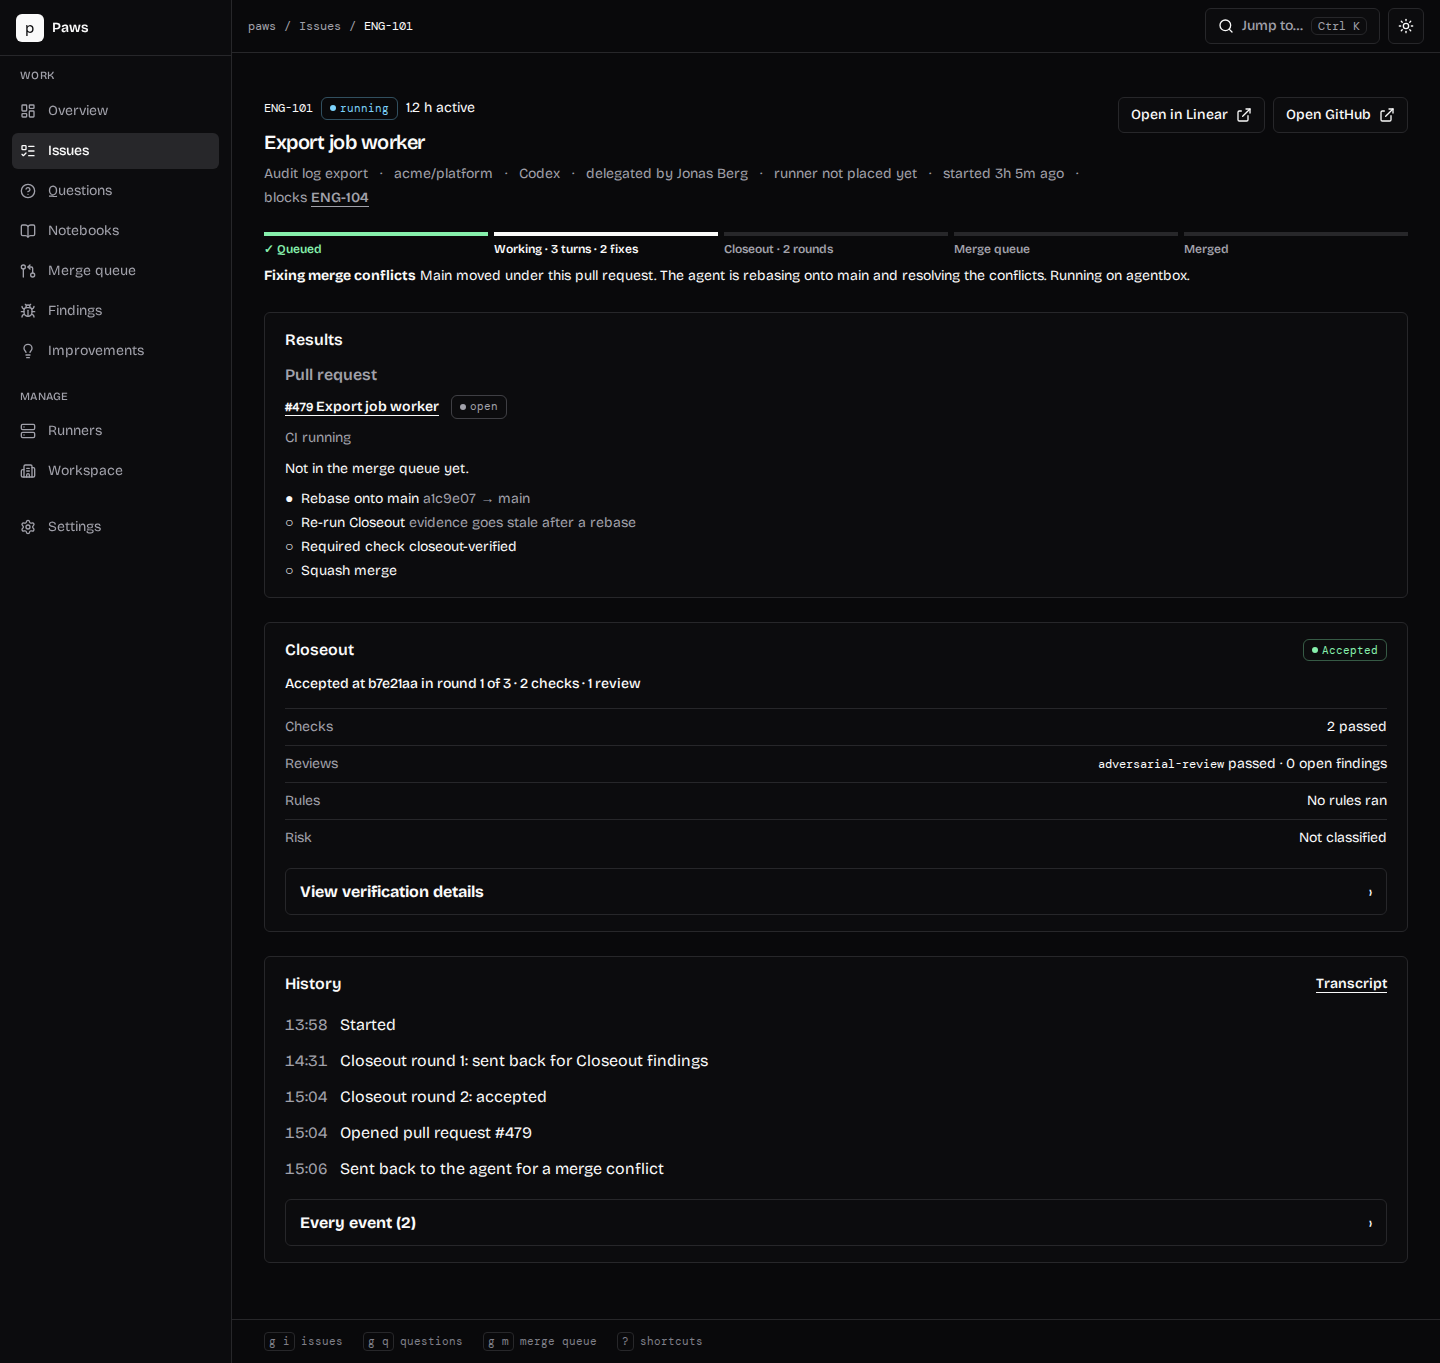 p Paws
paws / Issues / ENG-101
Jump to... Ctrl K
WORK
Overview
Issues
Questions
Notebooks
Merge queue
Findings
Improvements
MANAGE
Runners
Workspace
Settings
ENG-101 running 1.2 h active
Open in Linear
Open GitHub
Export job worker
Audit log export · acme/platform · Codex · delegated by Jonas Berg · runner not placed yet · started 3h 5m ago ·
blocks ENG-104
✓ Queued
Working · 3 turns · 2 fixes
Closeout · 2 rounds
Merge queue
Merged
Fixing merge conflicts Main moved under this pull request. The agent is rebasing onto main and resolving the conflicts. Running on agentbox.
Results
Pull request
#479 Export job worker open
CI running
Not in the merge queue yet.
● Rebase onto main a1c9e07 → main
○ Re-run Closeout evidence goes stale after a rebase
○ Required check closeout-verified
○ Squash merge
Closeout
Accepted
Accepted at b7e21aa in round 1 of 3 · 2 checks · 1 review
Checks 2 passed
Reviews adversarial-review passed · 0 open findings
Rules No rules ran
Risk Not classified
View verification details ›
History Transcript
13:58 Started
14:31 Closeout round 1: sent back for Closeout findings
15:04 Closeout round 2: accepted
15:04 Opened pull request #479
15:06 Sent back to the agent for a merge conflict
Every event (2) ›
g i issues g q questions g m merge queue ? shortcuts